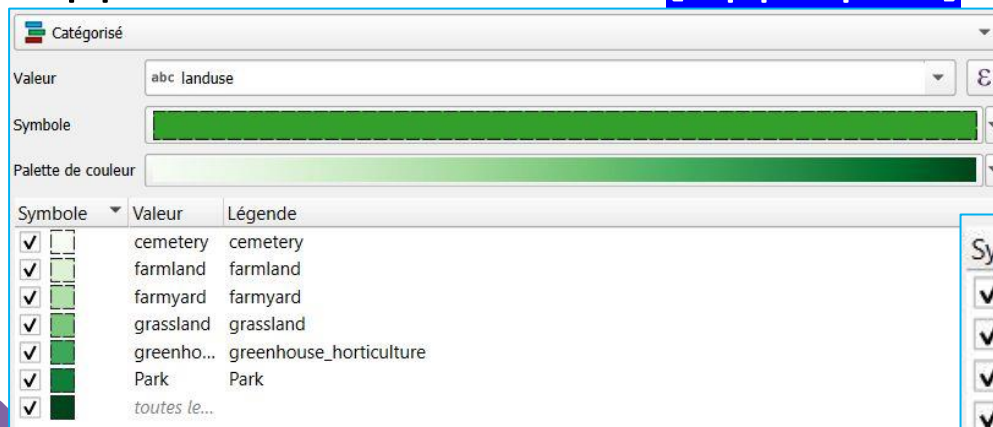 Catégorisé
Valeur abc landuse ε
Symbole
Palette de couleur
Symbole Valeur Légende
cemetery cemetery
farmland farmland
farmyard farmyard
grassland grassland
greenho... greenhouse_horticulture
Park Park
toutes le...
Sy